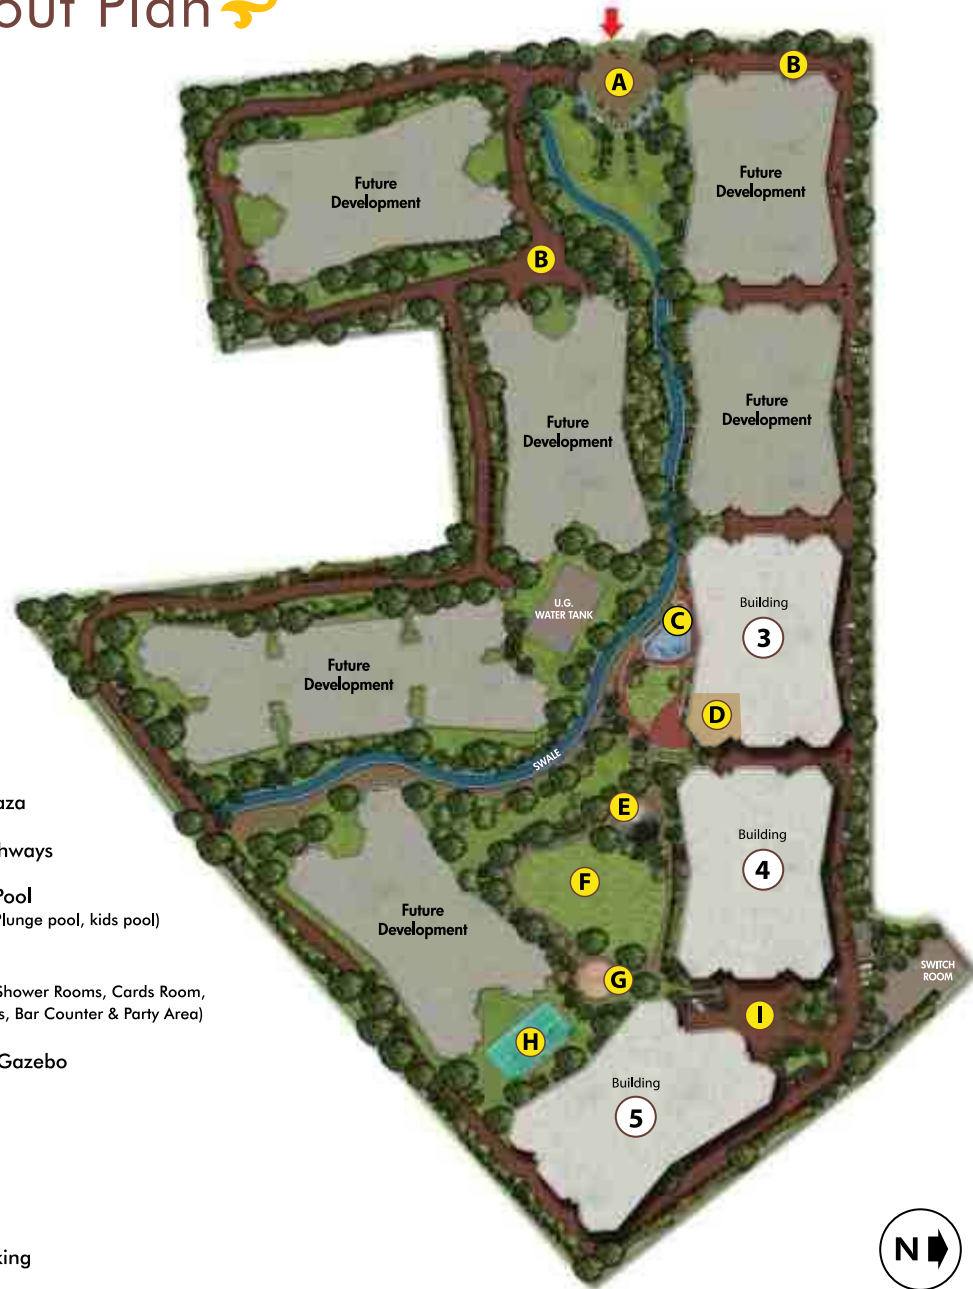 out Plan
A
B
Future
Development
Future
Development
B
Future
Development
Future
Development
U.G.
WATER TANK
C
Building
3
Future
Development
D
SWALE
aza
E
Building
4
hways
F
Pool
Plunge pool, kids pool)
Future
Development
SWITCH
ROOM
G
Shower Rooms, Cards Room,
s, Bar Counter & Party Area)
I
H
Gazebo
Building
5
N
king